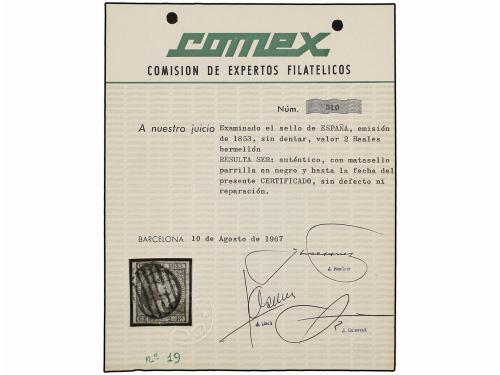 comex
COMISION DE EXPERTOS FILATELICOS
Núm. 510
A nuestro juicio Examinado el sello de ESPAÑA, emisión
de 1853, sin dentar, valor 2 Reales
bermellón
RESULTA SER: auténtico, con matasello
parrilla en negro y hasta la fecha del
presente CERTIFICADO, sin defecto ni
reparación.
BARCELONA 10 de Agosto de 1967
nº 19